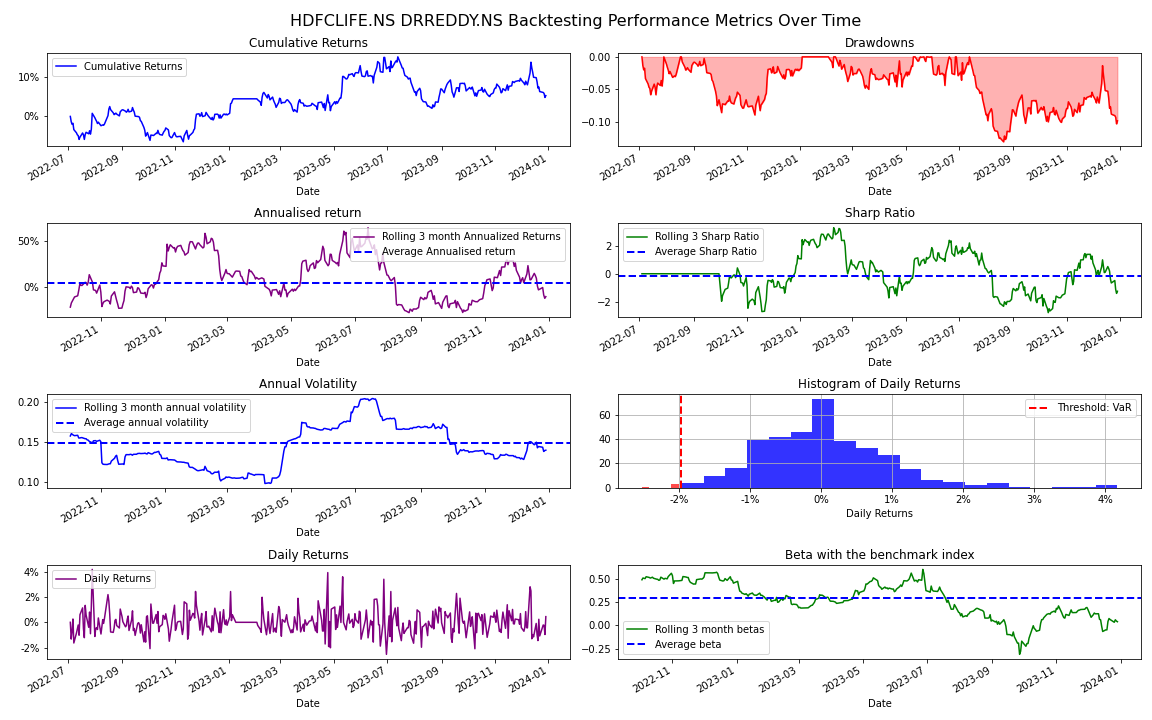 HDFCLIFE.NS DRREDDY.NS Backtesting Performance Metrics Over Time
Cumulative Returns
Cumulative Returns
10%
0%
2022-07 2022-09 2022-11 2023-01 2023-03 2023-05 2023-07 2023-09 2023-11 2024-01
Date
Drawdowns
0.00
−0.05
−0.10
2022-07 2022-09 2022-11 2023-01 2023-03 2023-05 2023-07 2023-09 2023-11 2024-01
Date
Annualised return
Rolling 3 month Annualized Returns
Average Annualised return
50%
0%
2022-11 2023-01 2023-03 2023-05 2023-07 2023-09 2023-11 2024-01
Date
Sharp Ratio
Rolling 3 Sharp Ratio
Average Sharp Ratio
2
0
−2
2022-07 2022-09 2022-11 2023-01 2023-03 2023-05 2023-07 2023-09 2023-11 2024-01
Date
Annual Volatility
Rolling 3 month annual volatility
Average annual volatility
0.20
0.15
0.10
2022-11 2023-01 2023-03 2023-05 2023-07 2023-09 2023-11 2024-01
Date
Histogram of Daily Returns
Threshold: VaR
60
40
20
0
-2% -1% 0% 1% 2% 3% 4%
Daily Returns
Daily Returns
Daily Returns
4%
2%
0%
-2%
2022-07 2022-09 2022-11 2023-01 2023-03 2023-05 2023-07 2023-09 2023-11 2024-01
Date
Beta with the benchmark index
0.50
0.25
0.00
−0.25
Rolling 3 month betas
Average beta
2022-11 2023-01 2023-03 2023-05 2023-07 2023-09 2023-11 2024-01
Date